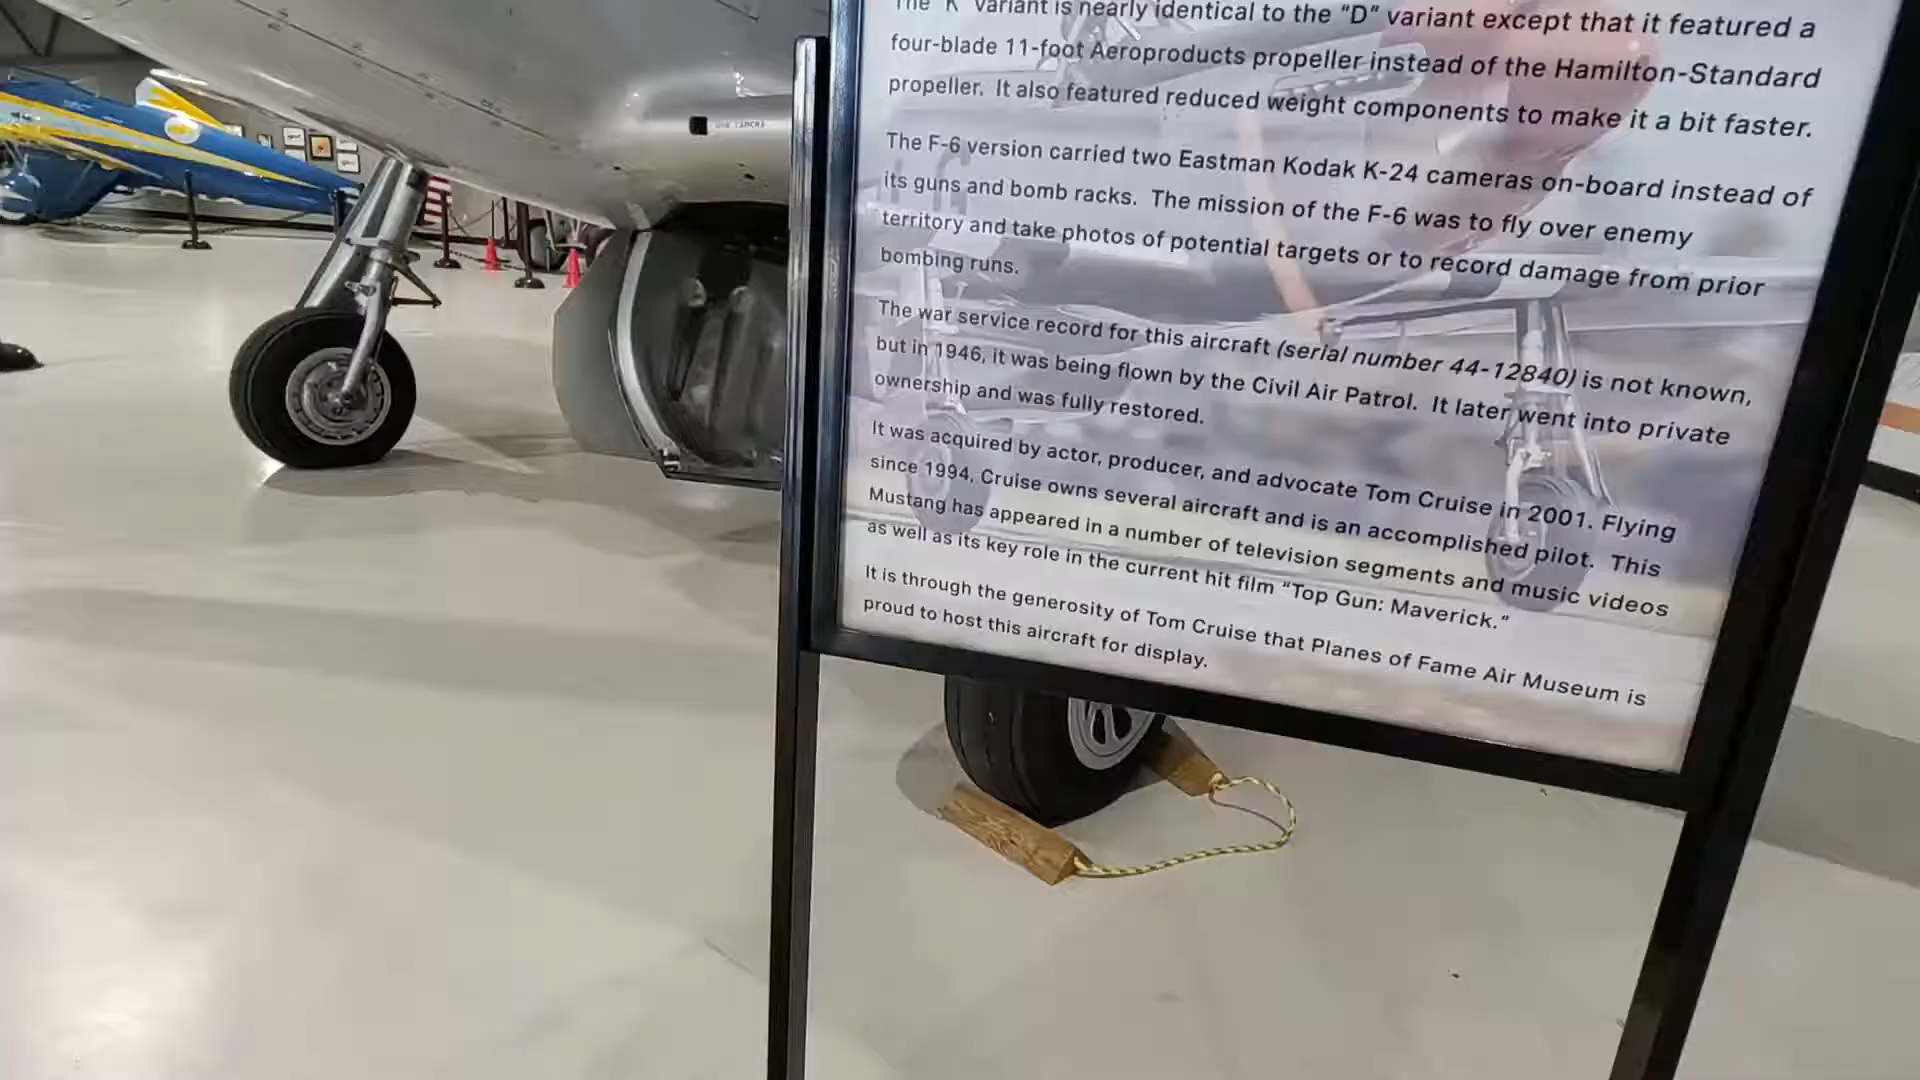 The "K" variant is nearly identical to the "D" variant except that it featured a
four-blade 11-foot Aeroproducts propeller instead of the Hamilton-Standard
propeller. It also featured reduced weight components to make it a bit faster.
The F-6 version carried two Eastman Kodak K-24 cameras on-board instead of
its guns and bomb racks. The mission of the F-6 was to fly over enemy
territory and take photos of potential targets or to record damage from prior
bombing runs.
The war service record for this aircraft (serial number 44-12840) is not known,
but in 1946, it was being flown by the Civil Air Patrol. It later went into private
ownership and was fully restored.
It was acquired by actor, producer, and advocate Tom Cruise in 2001. Flying
since 1994, Cruise owns several aircraft and is an accomplished pilot. This
Mustang has appeared in a number of television segments and music videos
as well as its key role in the current hit film "Top Gun: Maverick."
It is through the generosity of Tom Cruise that Planes of Fame Air Museum is
proud to host this aircraft for display.
GUN CAMERA